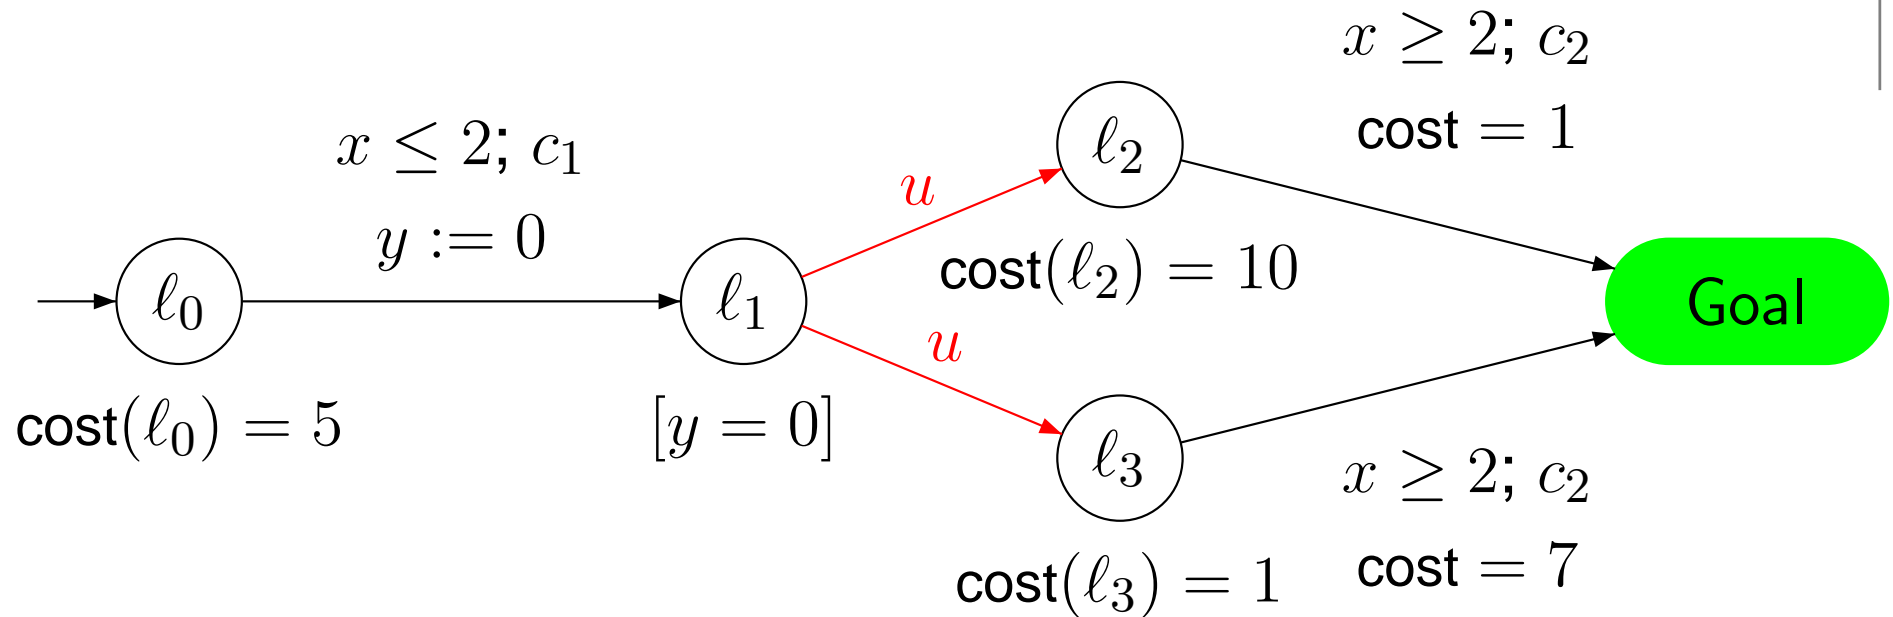 x ≥ 2; c₂
cost = 1
x ≤ 2; c₁
y := 0
ℓ₀
cost(ℓ₀) = 5
ℓ₁
[y = 0]
u
u
ℓ₂
cost(ℓ₂) = 10
ℓ₃
cost(ℓ₃) = 1
x ≥ 2; c₂
cost = 7
Goal